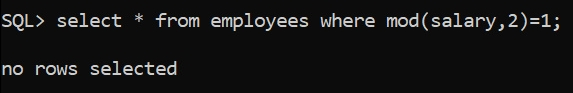 SQL> select * from employees where mod(salary,2)=1;
no rows selected